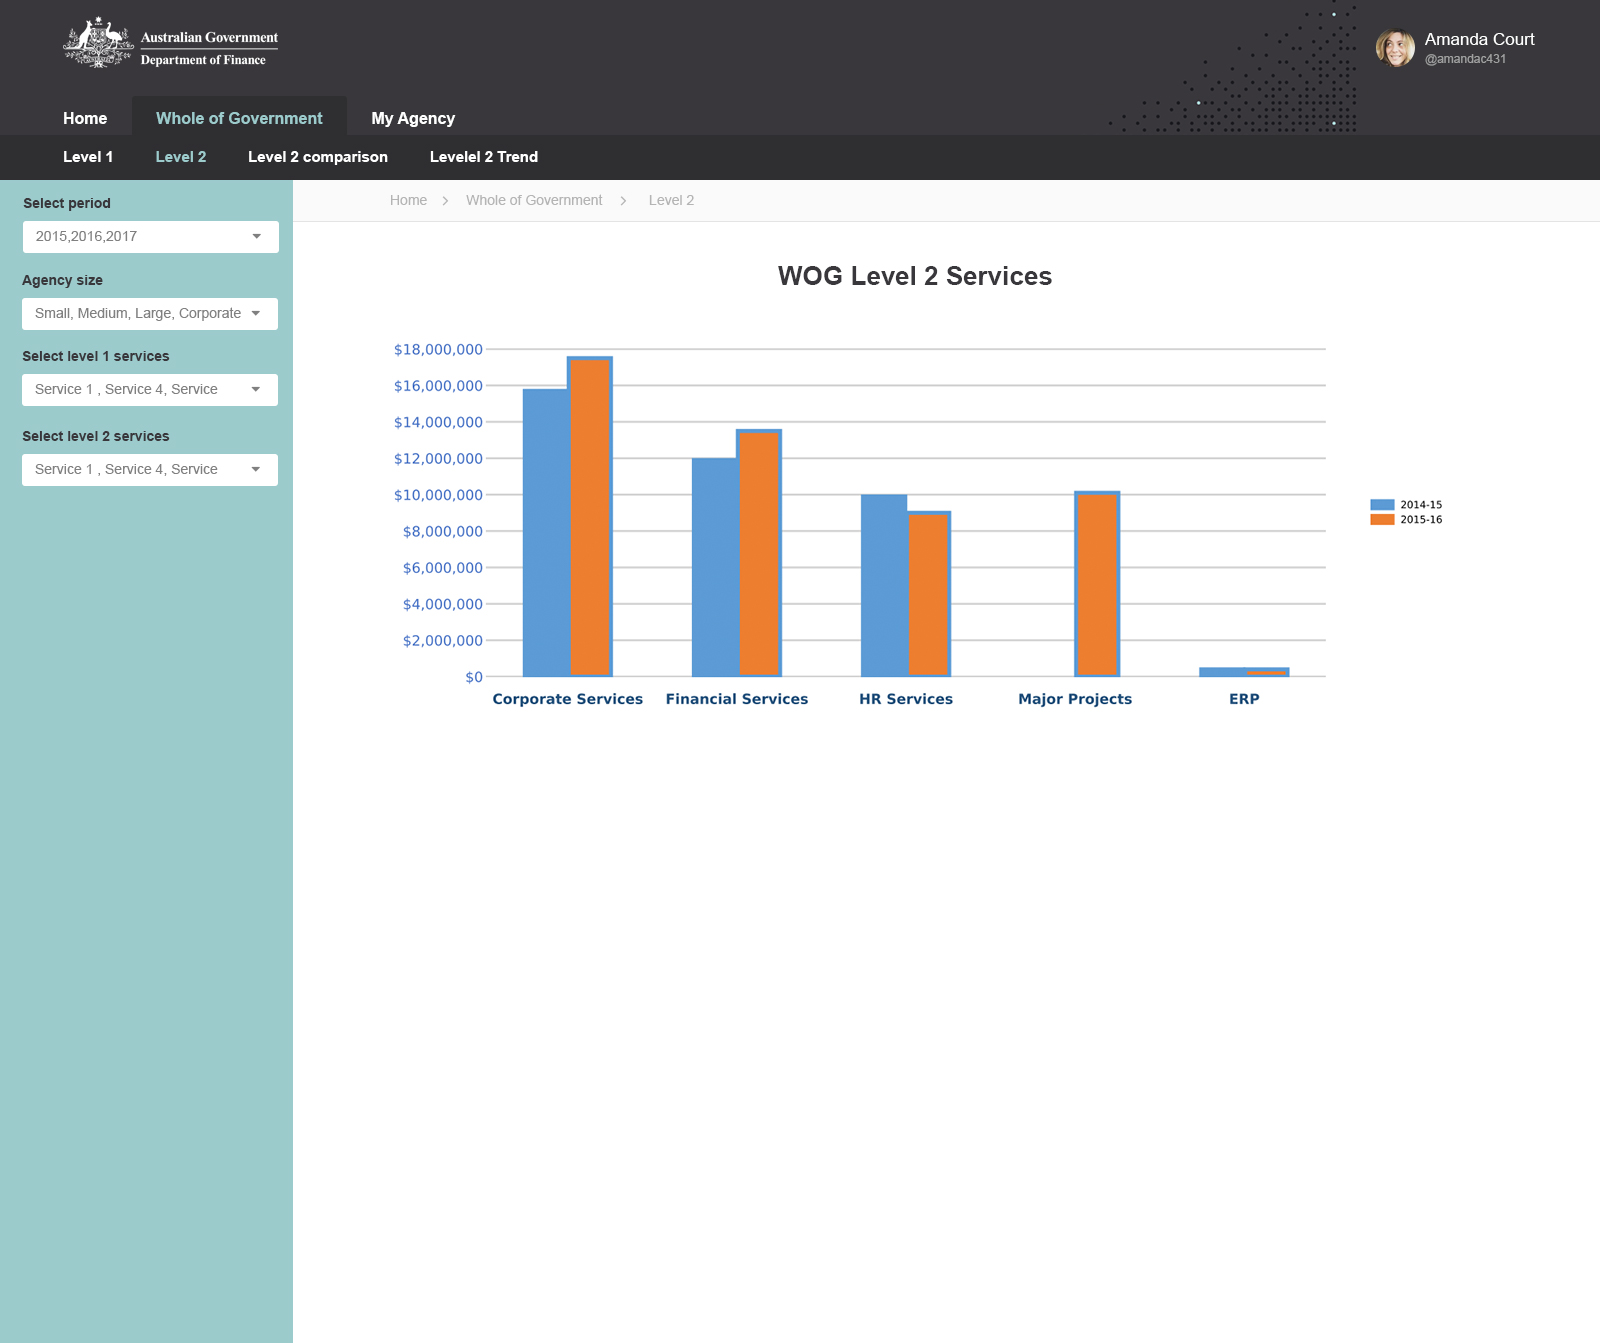 Australian Government
Department of Finance
Amanda Court
@amandac431
Home
Whole of Government
My Agency
Level 1
Level 2
Level 2 comparison
Levelel 2 Trend
Select period
2015,2016,2017
Agency size
Small, Medium, Large, Corporate
Select level 1 services
Service 1 , Service 4, Service
Select level 2 services
Service 1 , Service 4, Service
Home
Whole of Government
Level 2
WOG Level 2 Services
$18,000,000
$16,000,000
$14,000,000
$12,000,000
$10,000,000
$8,000,000
$6,000,000
$4,000,000
$2,000,000
$0
Corporate Services
Financial Services
HR Services
Major Projects
ERP
2014-15
2015-16